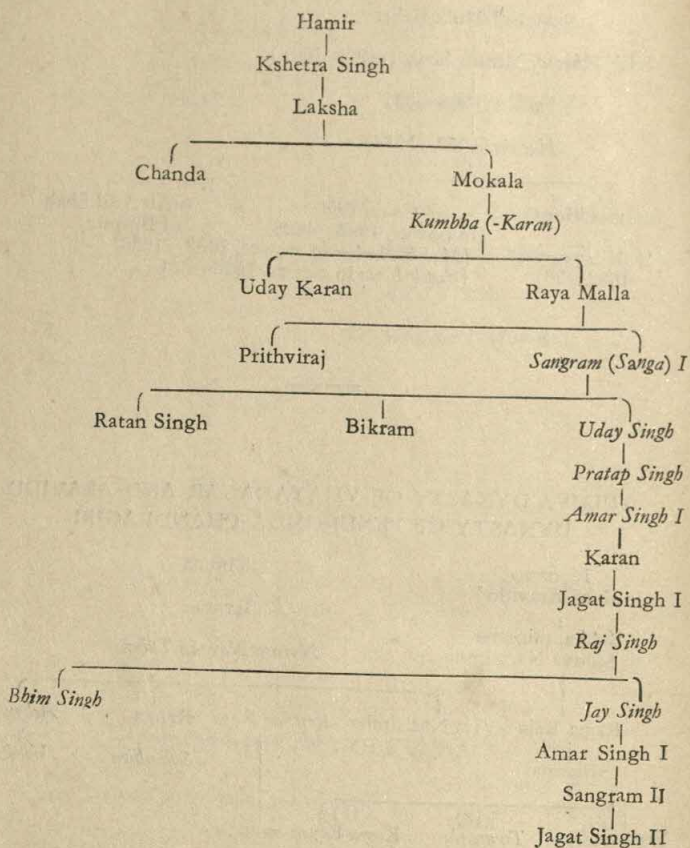 Hamir
Kshetra Singh
Laksha
Chanda Mokala
Kumbha (-Karan)
Uday Karan Raya Malla
Prithviraj Sangram (Sanga) I
Ratan Singh Bikram Uday Singh
Pratap Singh
Amar Singh I
Karan
Jagat Singh I
Raj Singh
Bhim Singh Jay Singh
Amar Singh I
Sangram II
Jagat Singh II